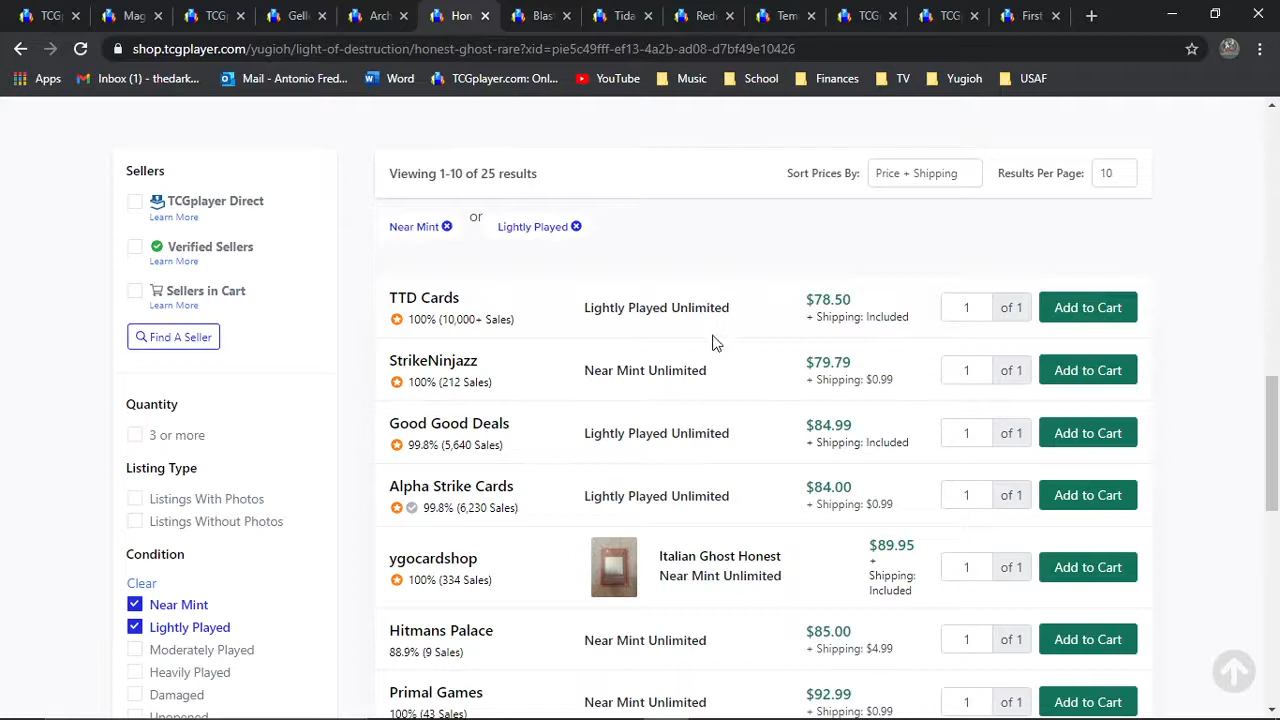 TCG
Mag
TCG
Gelle
Arch
Hon
Blas
Tida
Rede
Tem
TCG
TCG
First
shop.tcgplayer.com/yugioh/light-of-destruction/honest-ghost-rare?xid=pie5c49fff-ef13-4a2b-ad08-d7bf49e10426
Apps
Inbox (1) - thedark...
Mail - Antonio Fred...
Word
TCGplayer.com: Onl...
YouTube
Music
School
Finances
TV
Yugioh
USAF
Sellers
TCGplayer Direct
Learn More
Verified Sellers
Learn More
Sellers in Cart
Learn More
Find A Seller
Quantity
3 or more
Listing Type
Listings With Photos
Listings Without Photos
Condition
Clear
Near Mint
Lightly Played
Moderately Played
Heavily Played
Damaged
Unopened
Viewing 1-10 of 25 results
Sort Prices By: Price + Shipping
Results Per Page: 10
Near Mint or Lightly Played
TTD Cards
100% (10,000+ Sales)
Lightly Played Unlimited
$78.50
+ Shipping: Included
1 of 1
Add to Cart
StrikeNinjazz
100% (212 Sales)
Near Mint Unlimited
$79.79
+ Shipping: $0.99
1 of 1
Add to Cart
Good Good Deals
99.8% (5,640 Sales)
Lightly Played Unlimited
$84.99
+ Shipping: Included
1 of 1
Add to Cart
Alpha Strike Cards
99.8% (6,230 Sales)
Lightly Played Unlimited
$84.00
+ Shipping: $0.99
1 of 1
Add to Cart
ygocardshop
100% (334 Sales)
Italian Ghost Honest
Near Mint Unlimited
$89.95
+
Shipping:
Included
1 of 1
Add to Cart
Hitmans Palace
88.9% (9 Sales)
Near Mint Unlimited
$85.00
+ Shipping: $4.99
1 of 1
Add to Cart
Primal Games
100% (43 Sales)
Near Mint Unlimited
$92.99
+ Shipping: $0.99
1 of 1
Add to Cart